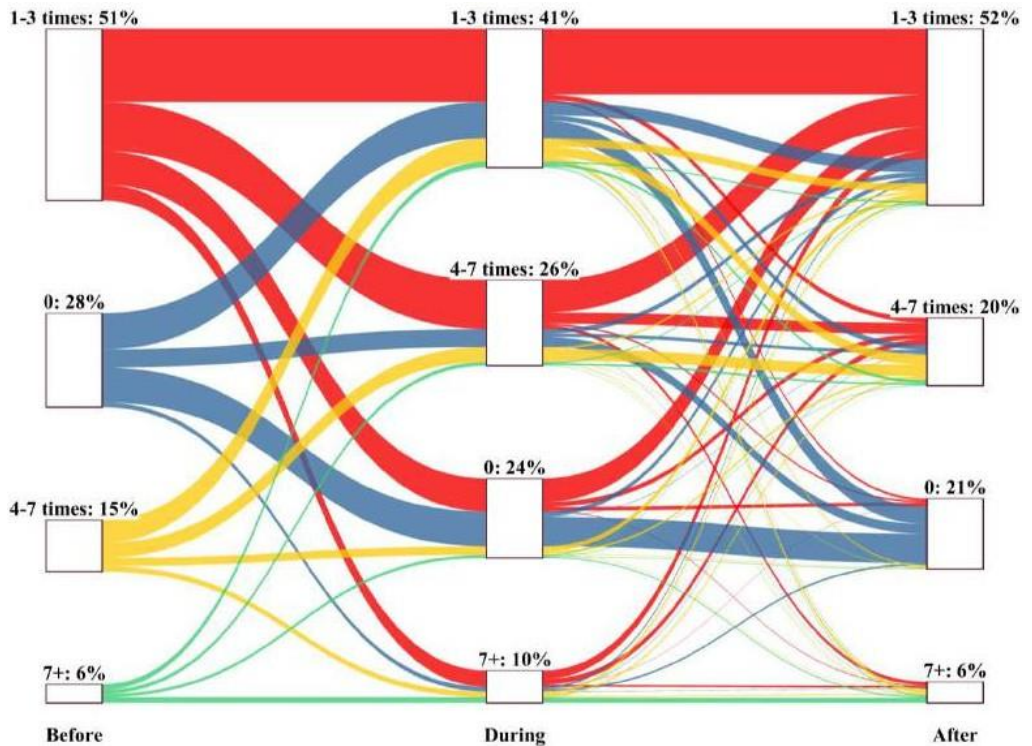 1-3 times: 51%
1-3 times: 41%
1-3 times: 52%
4-7 times: 26%
0: 28%
4-7 times: 20%
0: 24%
0: 21%
4-7 times: 15%
7+: 10%
7+: 6%
7+: 6%
Before
During
After